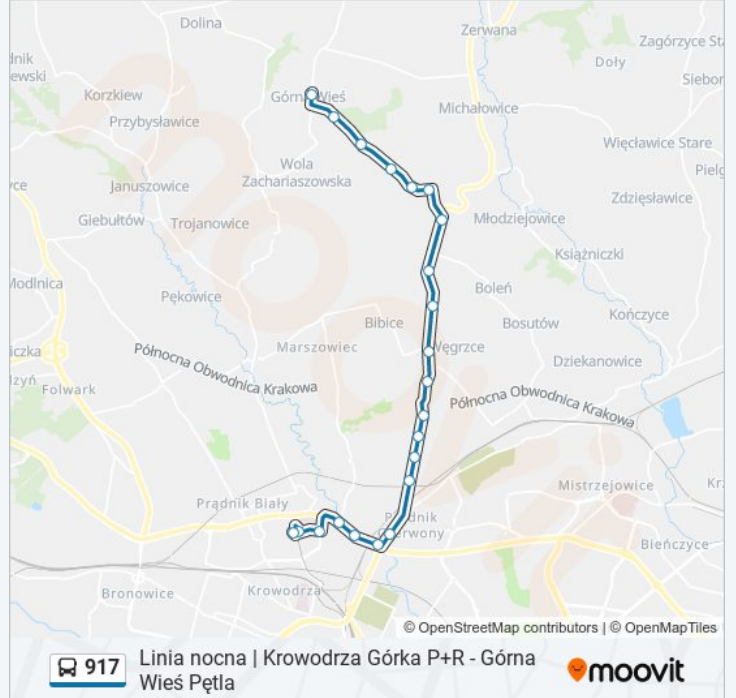 Dolina
Zerwana
Zagórzyce St
Doły
dnik
ewski
Siebor
Korzkiew
Górna Wieś
Michałowice
Przybysławice
Więcławice Stare
Wola
Zachariaszowska
Januszowice
Zdzięsławice
Giebułtów
Trojanowice
Młodziejowice
Książniczki
Modlnica
Boleń
Pękowice
Kończyce
Bibice
Bosutów
Marszowiec
Węgrzce
Dziekanowice
Północna Obwodnica Krakowa
Folwark
Północna Obwodnica Krakowa
Mistrzejowice
Prądnik Biały
Prądnik
Czerwony
Bieńczyce
Krowodrza
Bronowice
© OpenStreetMap contributors | © OpenMapTiles
917
Linia nocna | Krowodrza Górka P+R - Górna
Wieś Pętla
moovit